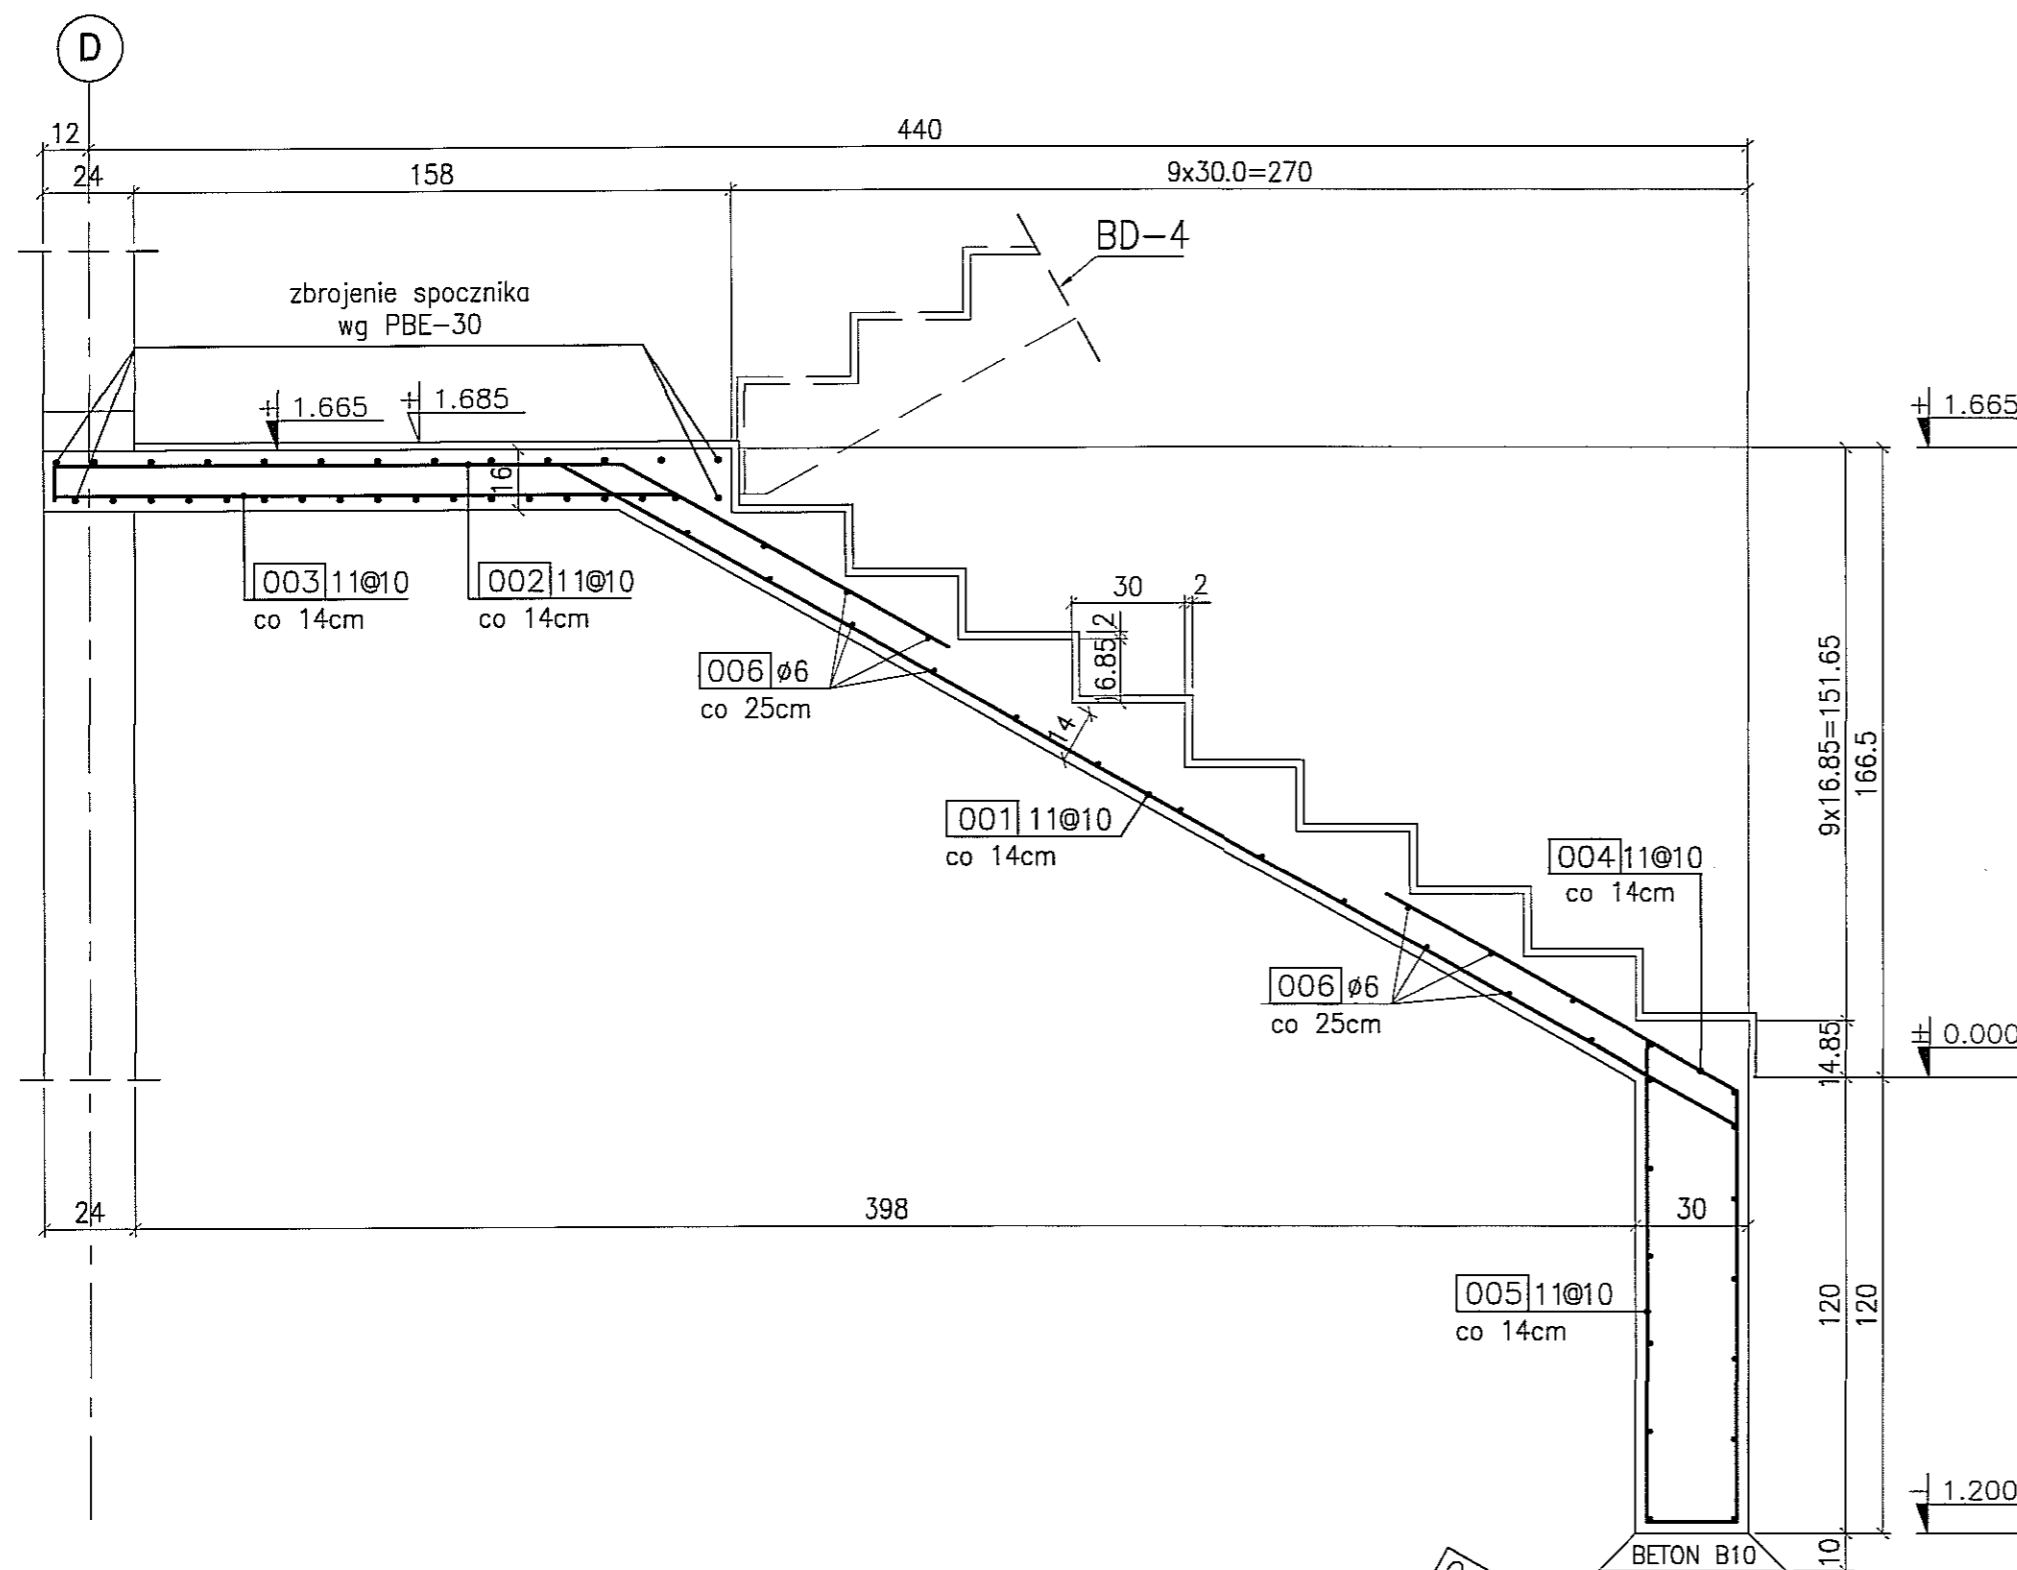 D
12
440
24
158
9x30.0=270
BD-4
zbrojenie spocznika
wg PBE-30
± 1.665
± 1.685
± 1.665
16
003 11@10
co 14cm
002 11@10
co 14cm
30
2
2
16.85
006 ø6
co 25cm
14
9x16.85=151.65
166.5
001 11@10
co 14cm
004 11@10
co 14cm
006 ø6
co 25cm
14.85
± 0.000
24
398
30
005 11@10
co 14cm
120
120
1.200
BETON B10
10